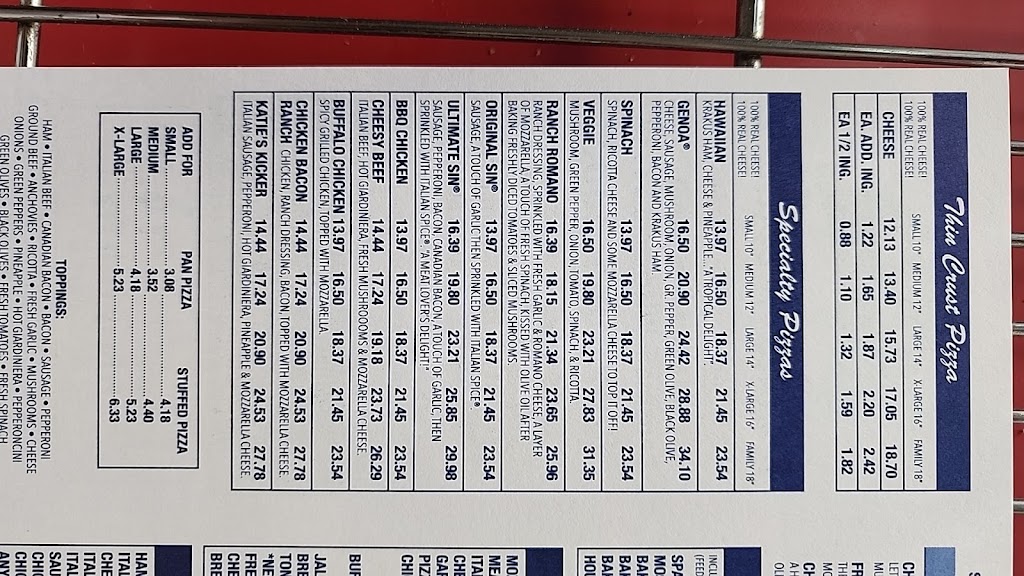 Thin Crust Pizza
100% REAL CHEESE! SMALL 10" MEDIUM 12" LARGE 14" X-LARGE 16" FAMILY 18"
100% REAL CHEESE!
CHEESE 12.13 13.40 15.73 17.05 18.70
EA. ADD. ING. 1.22 1.65 1.87 2.20 2.42
EA 1/2 ING. 0.88 1.10 1.32 1.59 1.82
Specialty Pizzas
100% REAL CHEESE! SMALL 10" MEDIUM 12" LARGE 14" X-LARGE 16" FAMILY 18"
100% REAL CHEESE!
HAWAIIAN 13.97 16.50 18.37 21.45 23.54
KRAKUS HAM, CHEESE & PINEAPPLE. "A TROPICAL DELIGHT".
GENOA® 16.50 20.90 24.42 28.88 34.10
CHEESE, SAUSAGE, MUSHROOM, ONION, GR. PEPPER, GREEN OLIVE, BLACK OLIVE,
PEPPERONI, BACON AND KRAKUS HAM.
SPINACH 13.97 16.50 18.37 21.45 23.54
SPINACH, RICOTTA CHEESE AND SOME MOZZARELLA CHEESE TO TOP IT OFF!
VEGGIE 16.50 19.80 23.21 27.83 31.35
MUSHROOM, GREEN PEPPER, ONION, TOMATO, SPINACH, & RICOTTA.
RANCH ROMANO 16.39 18.15 21.34 23.65 25.96
RANCH DRESSING, SPRINKLED WITH FRESH GARLIC & ROMANO CHEESE, A LAYER
OF MOZZARELLA, A TOUCH OF FRESH SPINACH, KISSED WITH OLIVE OIL AFTER
BAKING FRESHLY DICED TOMATOES & SLICED MUSHROOMS.
ORIGINAL SIN® 13.97 16.50 18.37 21.45 23.54
SAUSAGE, A TOUCH OF GARLIC THEN SPRINKLED WITH ITALIAN SPICE®.
ULTIMATE SIN® 16.39 19.80 23.21 25.85 29.98
SAUSAGE, PEPPERONI, BACON, CANADIAN BACON, A TOUCH OF GARLIC, THEN
SPRINKLED WITH ITALIAN SPICE®. "A MEAT LOVER'S DELIGHT!"
BBQ CHICKEN 13.97 16.50 18.37 21.45 23.54
CHEESY BEEF 14.44 17.24 19.18 23.73 26.29
ITALIAN BEEF, HOT GIARDINIERA, FRESH MUSHROOMS & MOZZARELLA CHEESE.
BUFFALO CHICKEN 13.97 16.50 18.37 21.45 23.54
SPICY GRILLED CHICKEN, TOPPED WITH MOZZARELLA.
CHICKEN BACON 14.44 17.24 20.90 24.53 27.78
RANCH CHICKEN, RANCH DRESSING, BACON, TOPPED WITH MOZZARELLA CHEESE.
KATIE'S KICKER 14.44 17.24 20.90 24.53 27.78
ITALIAN SAUSAGE, PEPPERONI, HOT GIARDINIERA, PINEAPPLE & MOZZARELLA CHEESE.
ADD FOR PAN PIZZA STUFFED PIZZA
SMALL 3.08 4.18
MEDIUM 3.52 4.40
LARGE 4.18 5.23
X-LARGE 5.23 6.33
TOPPINGS:
HAM • ITALIAN BEEF • CANADIAN BACON • BACON • SAUSAGE • PEPPERONI
GROUND BEEF • ANCHOVIES • RICOTTA • FRESH GARLIC • MUSHROOMS • CHEESE
ONIONS • GREEN PEPPERS • PINEAPPLE • HOT GIARDINIERA • PEPPERONCINI
GREEN OLIVES • BLACK OLIVES • FRESH TOMATOES • FRESH SPINACH